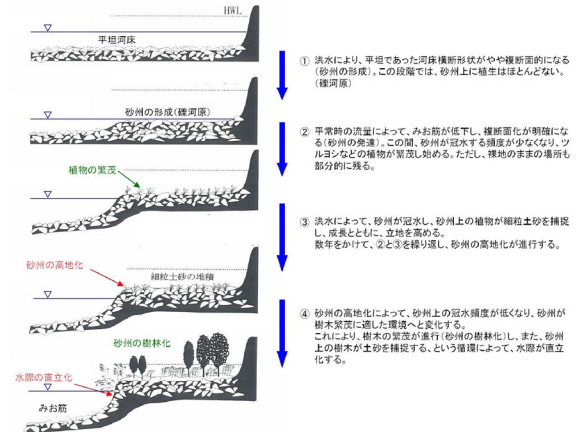 HWL
平坦河床
① 洪水により、平坦であった河床横断形状がやや複断面的になる
(砂州の形成)。この段階では、砂州上に植生はほとんどない。
(礫河原)
砂州の形成(礫河原)
② 平常時の流量によって、みお筋が低下し、複断面化が明確にな
る(砂州の発達)。この間、砂州が冠水する頻度が少なくなり、ツ
ルヨシなどの植物が繁茂し始める。ただし、裸地のままの場所も
部分的に残る。
植物の繁茂
③ 洪水によって、砂州が冠水し、砂州上の植物が細粒土砂を捕捉
し、成長とともに、立地を高める。
数年をかけて、②と③を繰り返し、砂州の高地化が進行する。
砂州の高地化
細粒土砂の堆積
④ 砂州の高地化によって、砂州上の冠水頻度が低くなり、砂州が
樹木繁茂に適した環境へと変化する。
これにより、樹木の繁茂が進行(砂州の樹林化)し、また、砂州
上の樹木が土砂を捕捉する、という循環によって、水際が直立
化する。
砂州の樹林化
水際の直立化
みお筋